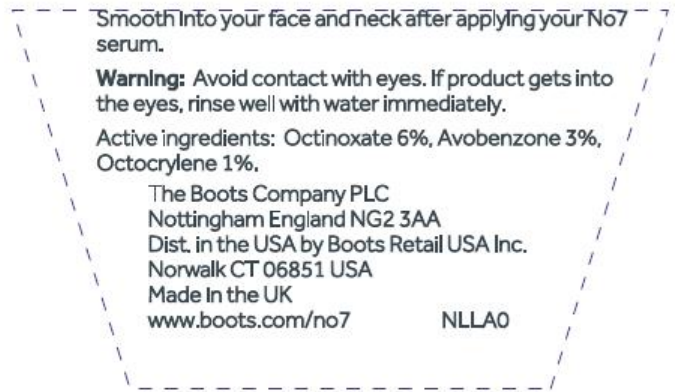 Smooth into your face and neck after applying your No7
serum.
Warning: Avoid contact with eyes. If product gets into
the eyes, rinse well with water immediately.
Active ingredients: Octinoxate 6%, Avobenzone 3%,
Octocrylene 1%.
The Boots Company PLC
Nottingham England NG2 3AA
Dist. in the USA by Boots Retail USA Inc.
Norwalk CT 06851 USA
Made in the UK
www.boots.com/no7 NLLA0